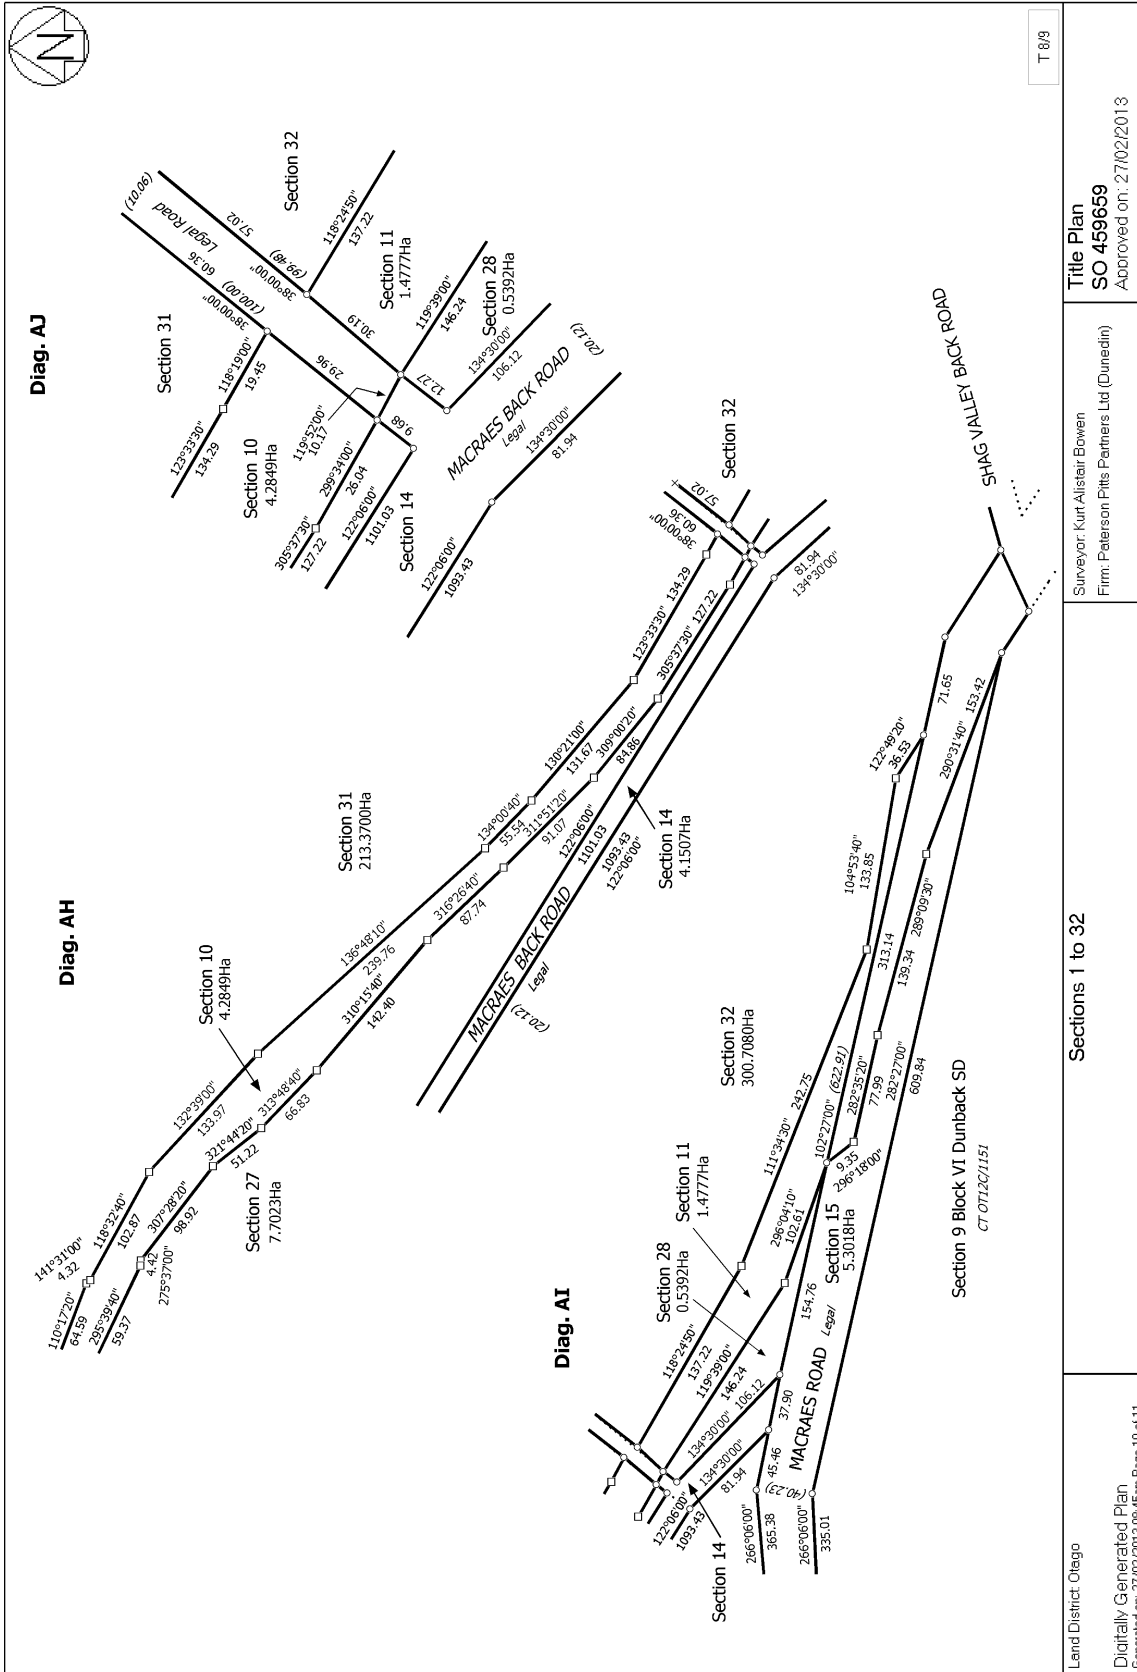 N
T 8/9
Diag. AJ
(10.06)
Legal Road
57.02
60.36
38°00'00" (100.00)
38°00'00" (99.48)
Section 32
118°24'50"
137.22
Section 31
118°19'00"
19.45
123°33'30"
134.29
29.96
30.19
Section 11
1.4777Ha
119°39'00"
146.24
Section 28
0.5392Ha
Section 10
4.2849Ha
119°52'00"
10.17
12.27
9.68
134°30'00"
106.12
299°34'00"
26.04
305°37'30"
127.22
122°06'00"
1101.03
Section 14
MACRAES BACK ROAD
Legal
(20.12)
134°30'00"
81.94
122°06'00"
1093.43
Diag. AH
141°31'00"
4.32
110°17'20"
64.59
118°32'40"
102.87
295°39'40"
59.37
4.42
275°37'00"
307°28'20"
98.92
132°39'00"
133.97
321°44'20"
51.22
Section 10
4.2849Ha
Section 27
7.7023Ha
313°48'40"
66.83
136°48'10"
239.76
310°15'40"
142.40
Section 31
213.3700Ha
316°26'40"
87.74
134°00'40"
55.54
311°51'20"
91.07
130°21'00"
131.67
309°00'20"
84.86
123°33'30" 134.29
305°37'30" 127.22
38°00'00"
60.36
57.02
Section 32
122°06'00"
1101.03
1093.43
122°06'00"
MACRAES BACK ROAD
Legal
(20.12)
Section 14
4.1507Ha
81.94
134°30'00"
Diag. AI
118°24'50"
137.22
119°39'00"
146.24
134°30'00" 106.12
134°30'00"
81.94
122°06'00"
1093.43
Section 14
266°06'00"
365.38
266°06'00"
335.01
45.46
(40.23)
37.90
MACRAES ROAD Legal
Section 28
0.5392Ha
Section 11
1.4777Ha
154.76
Section 15
5.3018Ha
296°04'10"
102.61
111°34'30" 242.75
Section 32
300.7080Ha
102°27'00" (622.91)
313.14
9.35
296°18'00"
282°35'20"
77.99
282°27'00"
609.84
139.34
289°09'30"
104°53'40"
133.85
122°49'20"
36.53
71.65
290°31'40"
153.42
SHAG VALLEY BACK ROAD
Section 9 Block VI Dunback SD
CT OT12C/1151
Land District: Otago
Digitally Generated Plan
Generated on: 27/02/2013 09:45am Page 10 of 11
Sections 1 to 32
Surveyor: Kurt Alistair Bowen
Firm: Paterson Pitts Partners Ltd (Dunedin)
Title Plan
SO 459659
Approved on: 27/02/2013